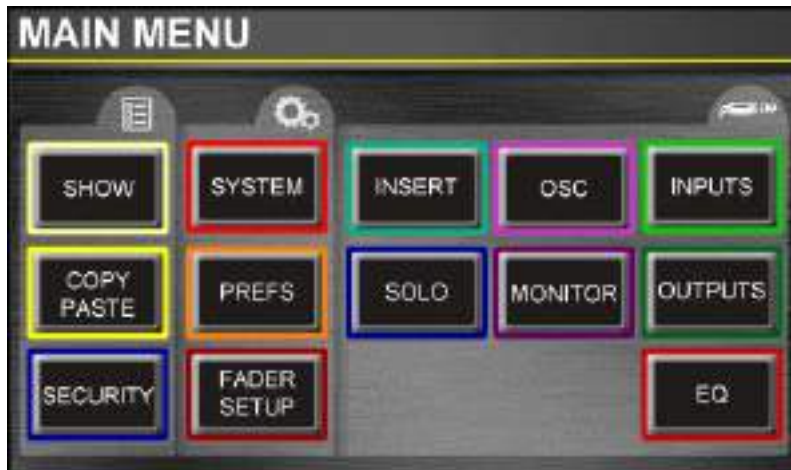 MAIN MENU
SHOW
SYSTEM
INSERT
OSC
INPUTS
COPY
PASTE
PREFS
SOLO
MONITOR
OUTPUTS
SECURITY
FADER
SETUP
EQ